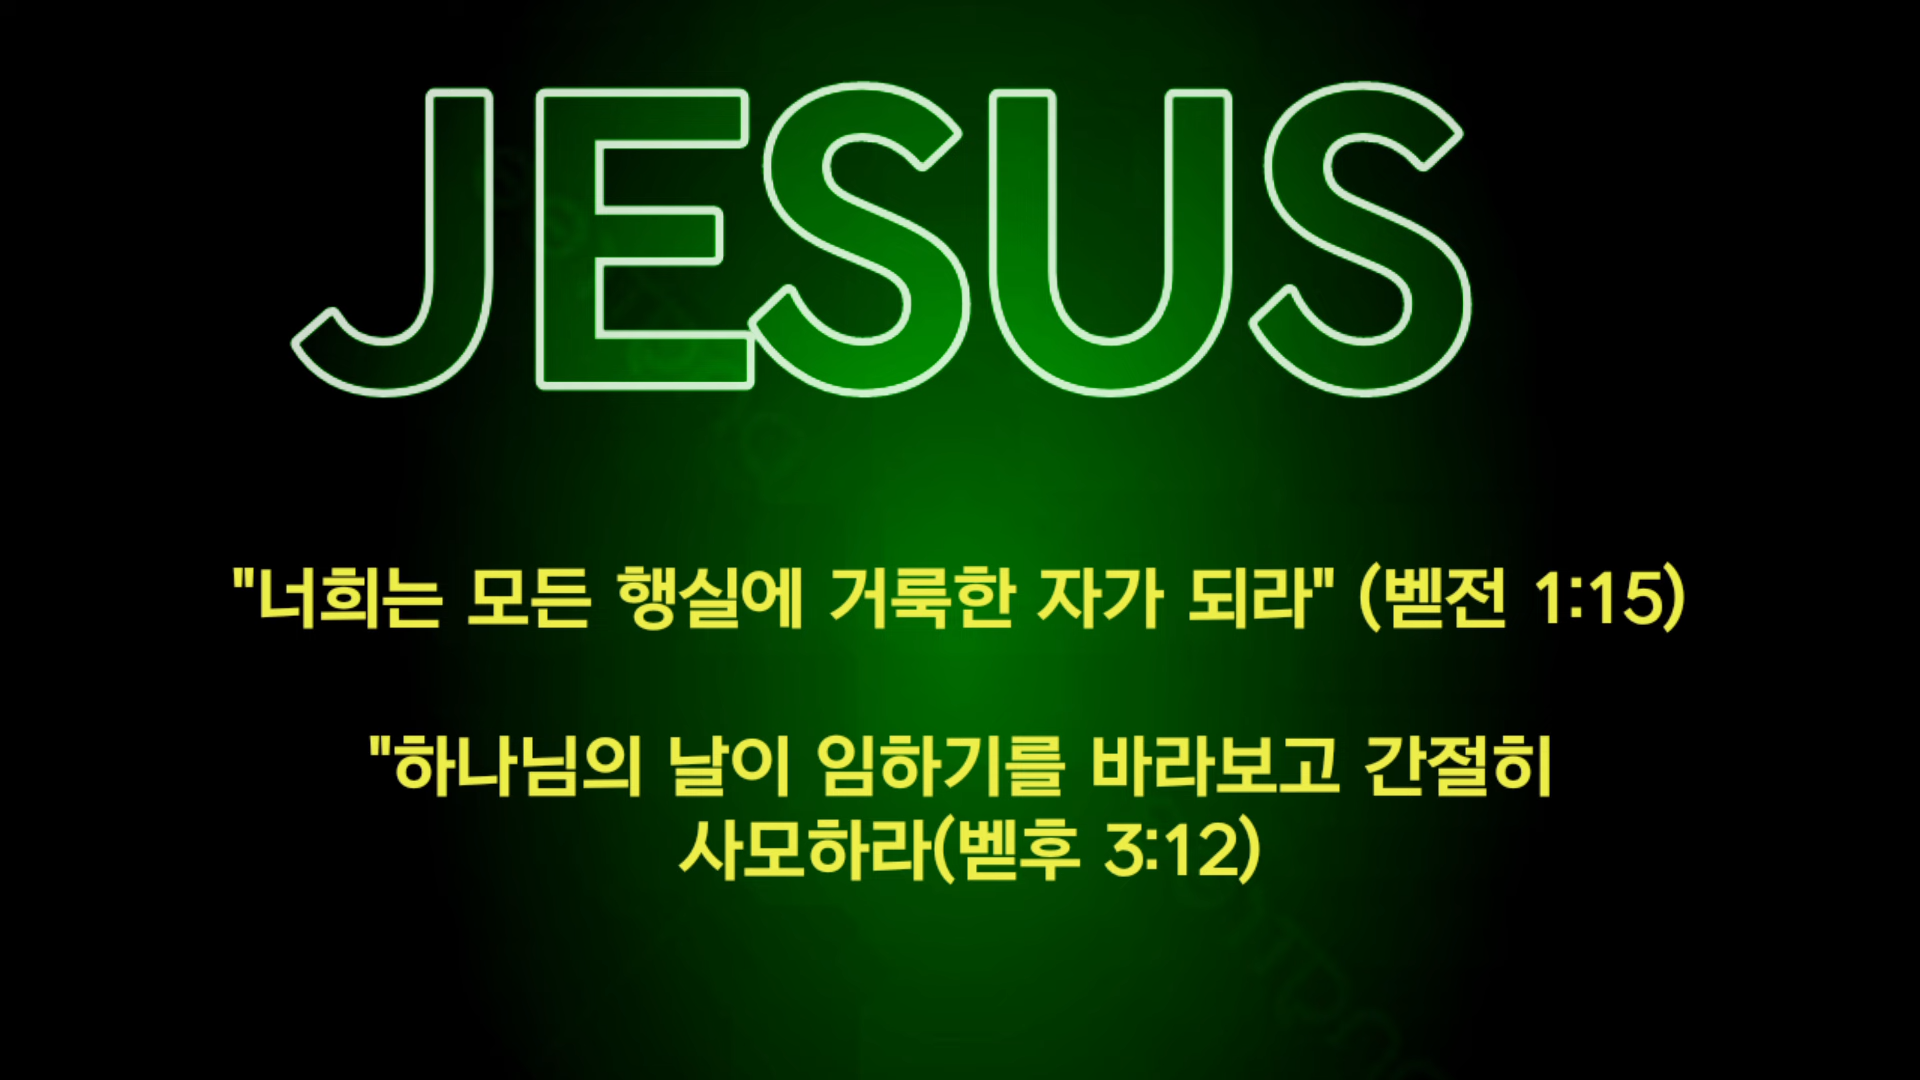 JESUS
"너희는 모든 행실에 거룩한 자가 되라" (벧전 1:15)
"하나님의 날이 임하기를 바라보고 간절히
사모하라(벧후 3:12)